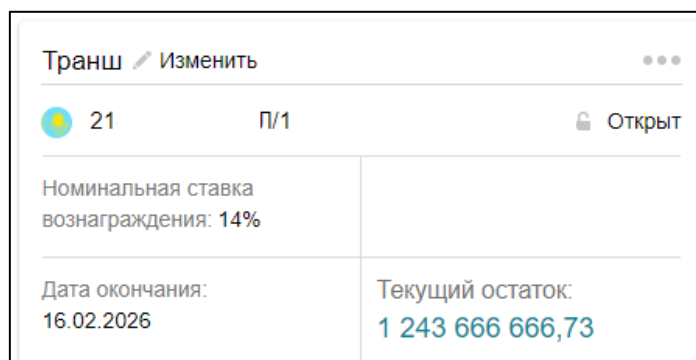 Транш Изменить
21 П/1 Открыт
Номинальная ставка
вознаграждения: 14%
Дата окончания:
16.02.2026
Текущий остаток:
1 243 666 666,73